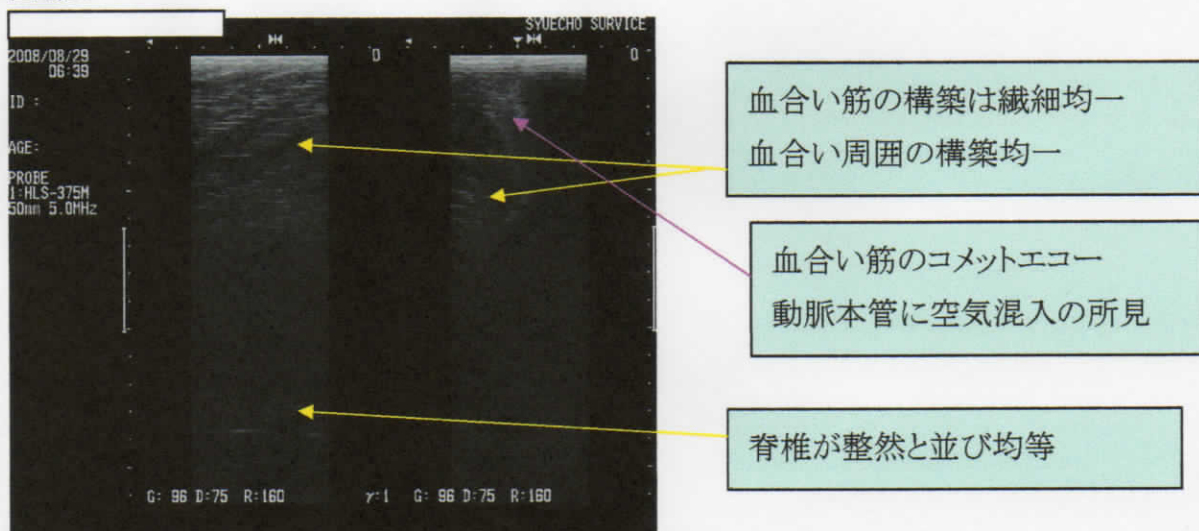 SYUECHO SURVICE
2008/08/29
06:39
0
0
ID :
AGE:
PROBE
1:HLS-375M
50mm 5.0MHz
G: 96 D:75 R:160
γ:1
G: 96 D:75 R:160
血合い筋の構築は繊細均一
血合い周囲の構築均一
血合い筋のコメットエコー
動脈本管に空気混入の所見
脊椎が整然と並び均等